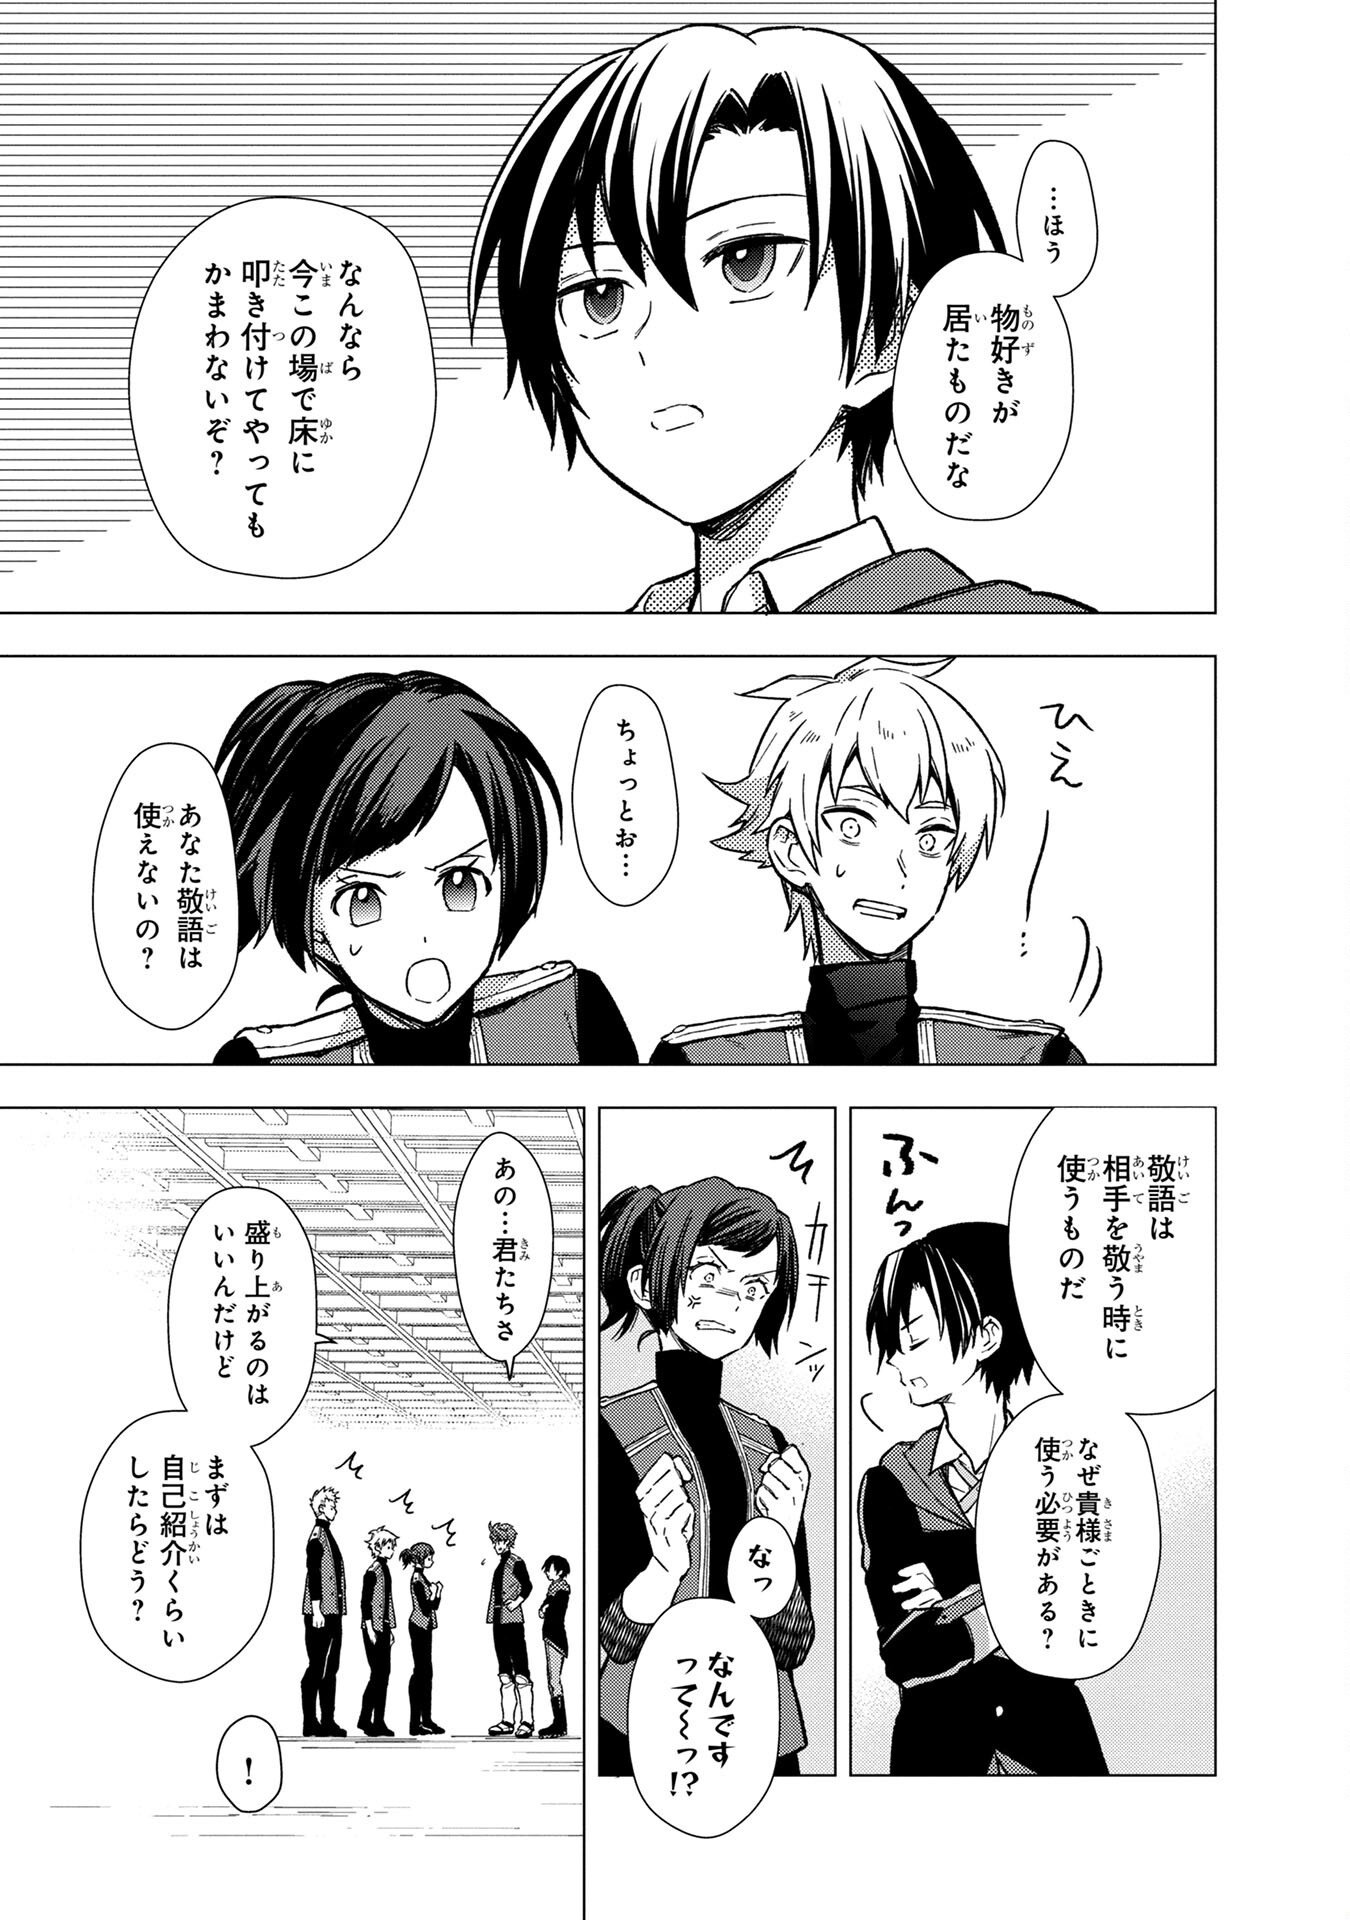 …ほう
物好きが
居たものだな
なんなら
今この場で床に
叩き付けてやっても
かまわないぞ?
ひえ
…
ちょっとお…
あなた敬語は
使えないの?
敬語は
相手を敬う時に
使うものだ
なぜ貴様ごときに
使う必要がある?
ふんっ
カチンッ
なっ
なんです
って〜っ!?
あの…君たちさ
盛り上がるのは
いいんだけど
まずは
自己紹介くらい
したらどう?
!